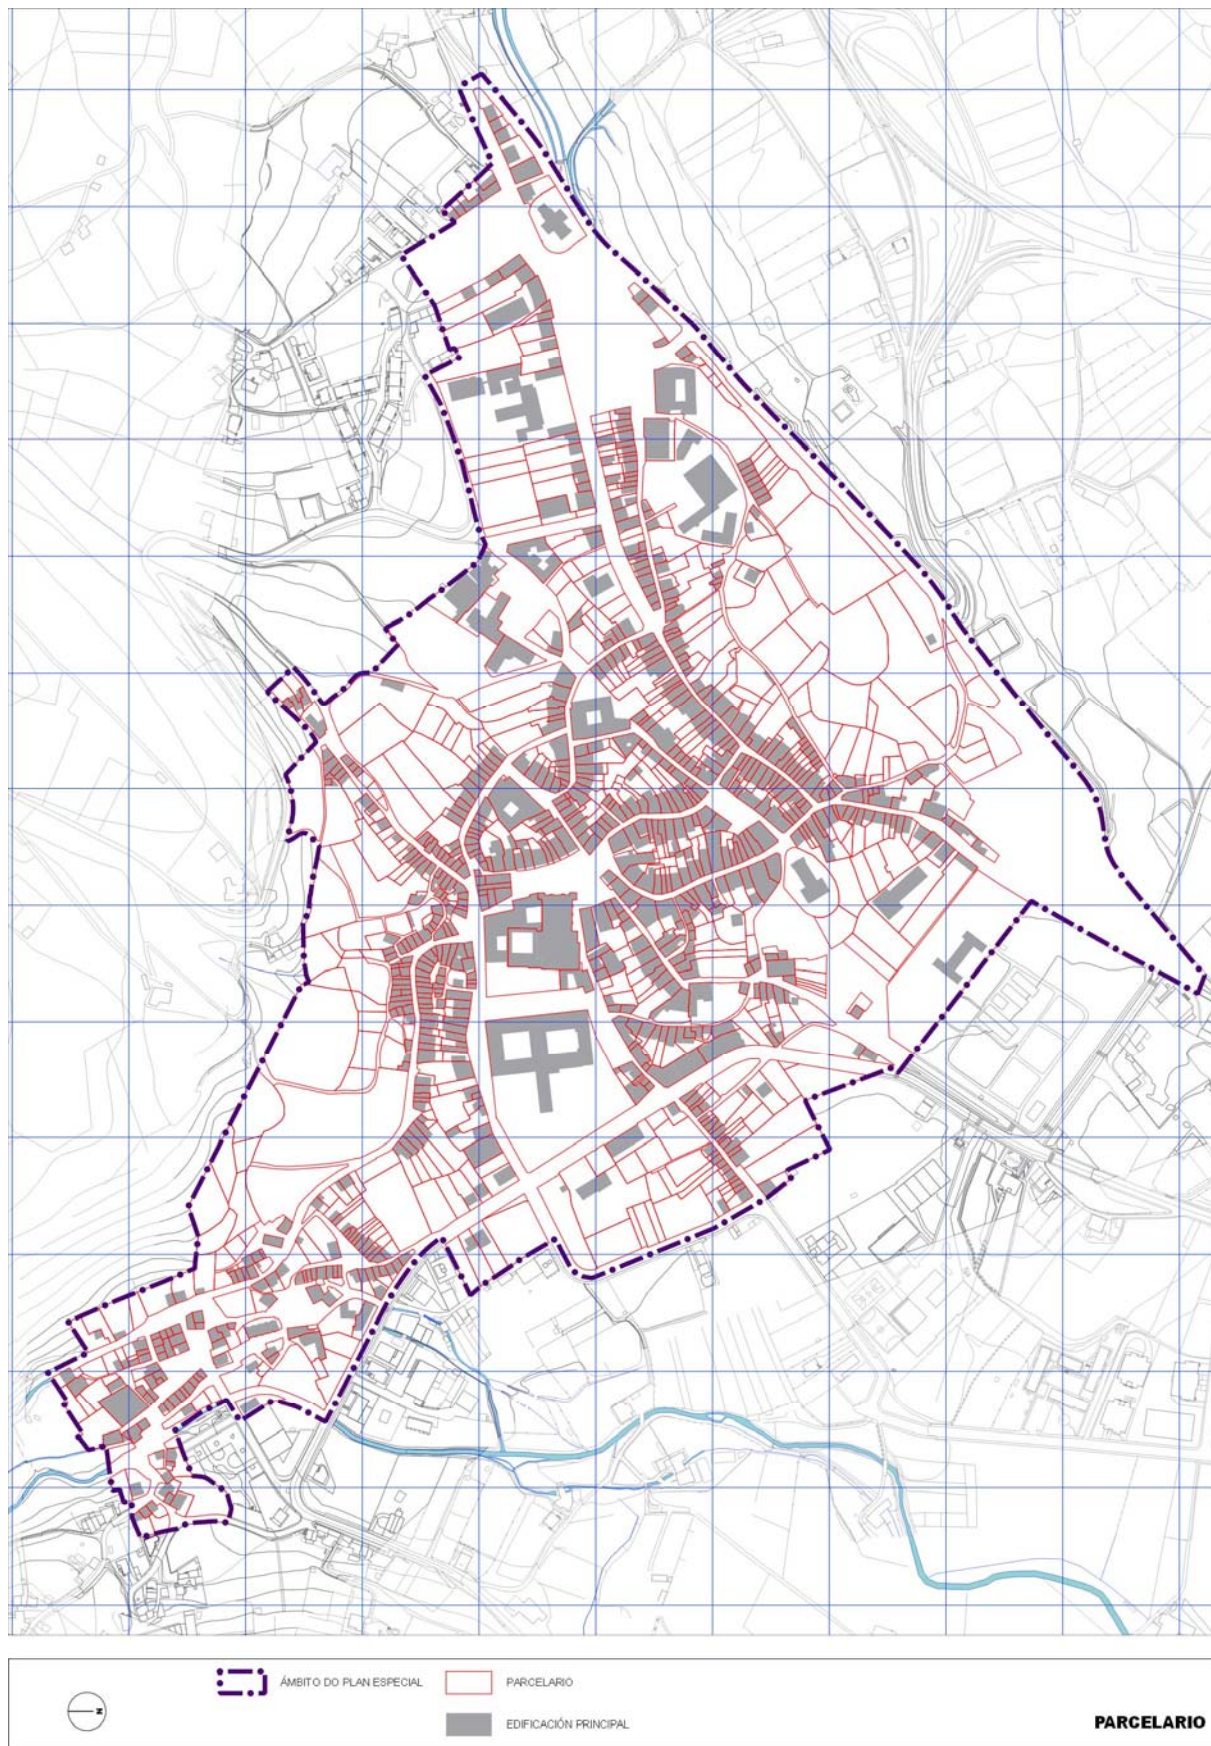 ÁMBITO DO PLAN ESPECIAL
PARCELARIO
EDIFICACIÓN PRINCIPAL
PARCELARIO
N